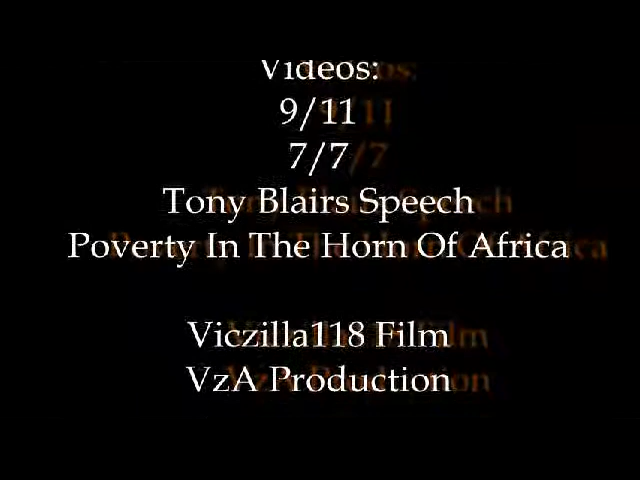 Videos:
9/11
7/7
Tony Blairs Speech
Poverty In The Horn Of Africa
Viczilla118 Film
VzA Production